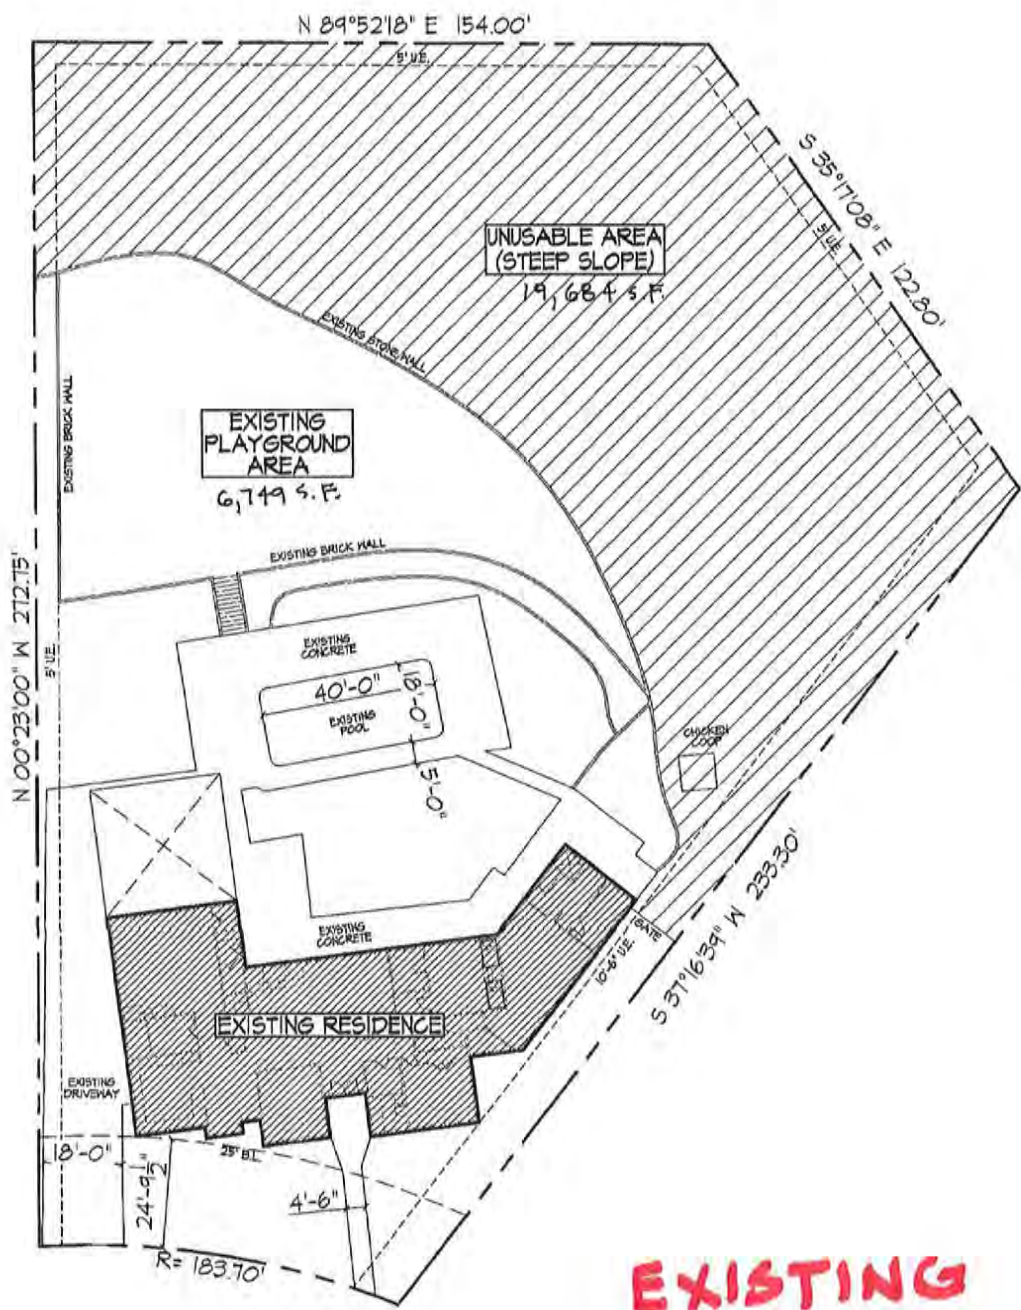 N 89°52'18" E 154.00'
5' U.E.
S 35°17'08" E 122.80'
5' U.E.
UNUSABLE AREA
(STEEP SLOPE)
19,684 S.F.
EXISTING STONE WALL
EXISTING BRICK WALL
EXISTING
PLAYGROUND
AREA
6,749 S.F.
EXISTING BRICK WALL
N 00°23'00" W 272.75'
5' U.E.
EXISTING
CONCRETE
40'-0"
18'-0"
EXISTING
POOL
5'-0"
CHICKEN
COOP
S 37°16'39" W 233.30'
GATE
10'-6" U.E.
EXISTING
CONCRETE
EXISTING RESIDENCE
EXISTING
DRIVEWAY
18'-0"
24'-9 1/2"
25' B.L.
4'-6"
R= 183.70'
EXISTING